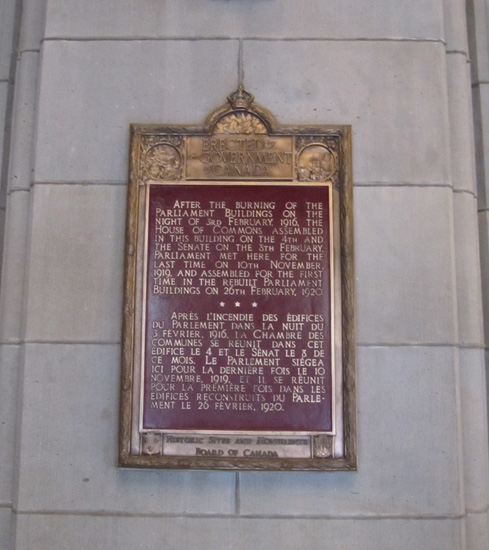 ERECTED BY
GOVERNMENT
CANADA
AFTER THE BURNING OF THE
PARLIAMENT BUILDINGS ON THE
NIGHT OF 3RD FEBRUARY, 1916, THE
HOUSE OF COMMONS ASSEMBLED
IN THIS BUILDING ON THE 4TH AND
THE SENATE ON THE 8TH FEBRUARY.
PARLIAMENT MET HERE FOR THE
LAST TIME ON 10TH NOVEMBER,
1919, AND ASSEMBLED FOR THE FIRST
TIME IN THE REBUILT PARLIAMENT
BUILDINGS ON 26TH FEBRUARY, 1920
* * *
APRÈS L'INCENDIE DES ÉDIFICES
DU PARLEMENT DANS LA NUIT DU
3 FÉVRIER, 1916, LA CHAMBRE DES
COMMUNES SE RÉUNIT DANS CET
ÉDIFICE LE 4 ET LE SÉNAT LE 8 DE
CE MOIS. LE PARLEMENT SIÉGEA
ICI POUR LA DERNIÈRE FOIS LE 10
NOVEMBRE, 1919, ET IL SE RÉUNIT
POUR LA PREMIÈRE FOIS DANS LES
ÉDIFICES RECONSTRUITS DU PARLE-
MENT LE 26 FÉVRIER, 1920.
HISTORIC SITES AND MONUMENTS
BOARD OF CANADA